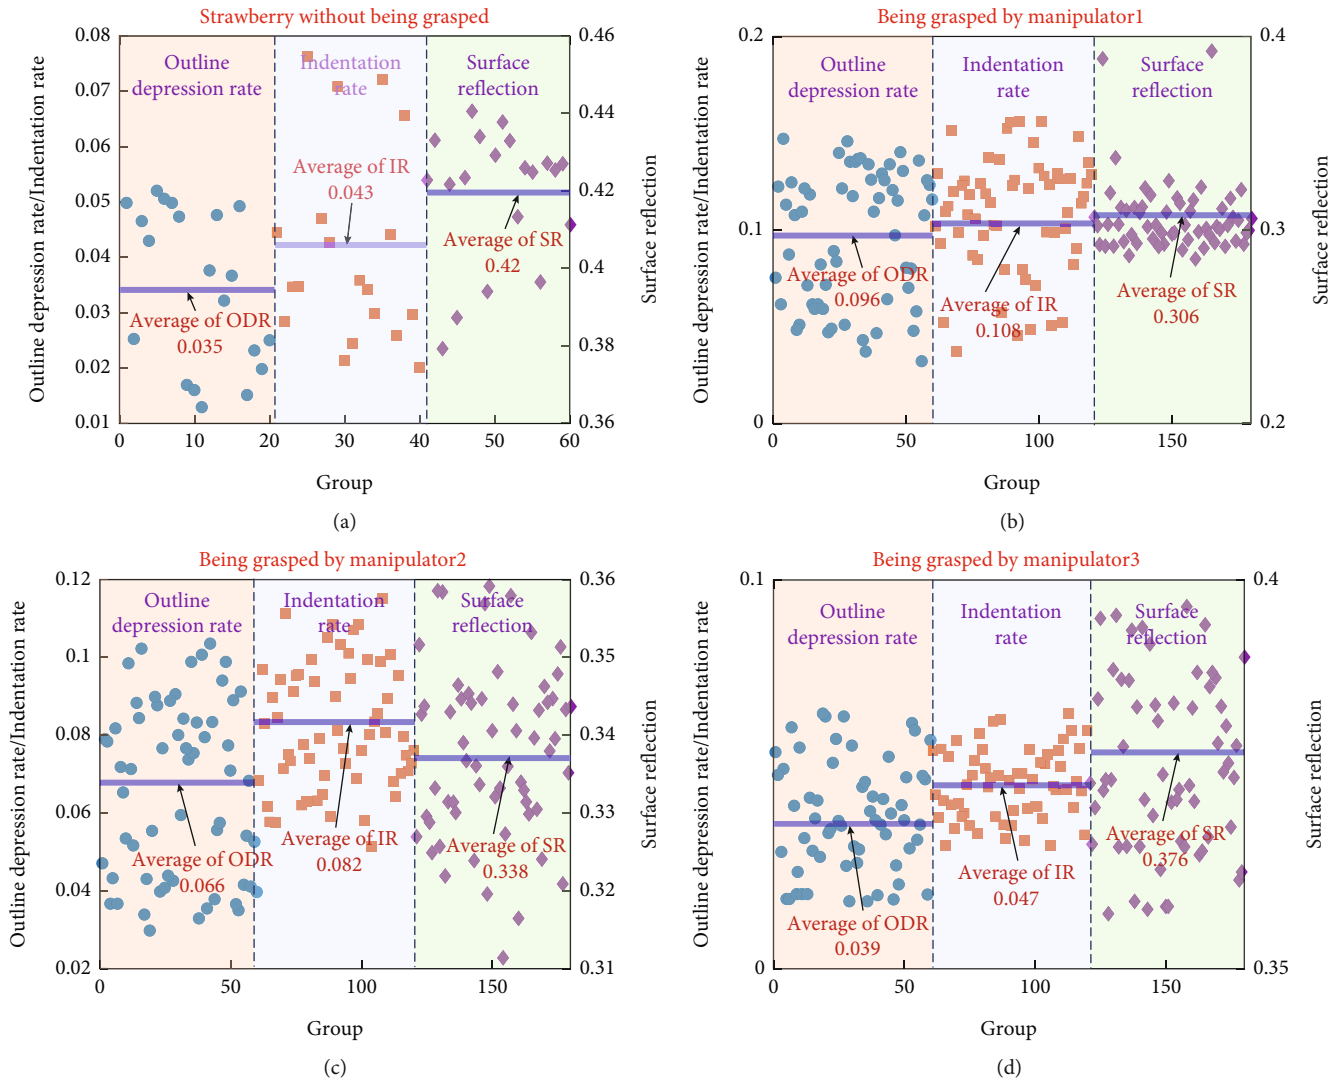 Strawberry without being grasped
0.08
0.07
0.06
0.05
0.04
0.03
0.02
0.01
Outline depression rate/Indentation rate
Outline
depression rate
Indentation
rate
Surface
reflection
Average of IR
0.043
Average of SR
0.42
Average of ODR
0.035
0.46
0.44
0.42
0.4
0.38
0.36
Surface reflection
0
10
20
30
40
50
60
Group
(a)
Being grasped by manipulator1
0.2
0.1
0
Outline depression rate/Indentation rate
Outline
depression rate
Indentation
rate
Surface
reflection
Average of ODR
0.096
Average of IR
0.108
Average of SR
0.306
0.4
0.3
0.2
Surface reflection
0
50
100
150
Group
(b)
Being grasped by manipulator2
0.12
0.1
0.08
0.06
0.04
0.02
Outline depression rate/Indentation rate
Outline
depression rate
Indentation
rate
Surface
reflection
Average of ODR
0.066
Average of IR
0.082
Average of SR
0.338
0.36
0.35
0.34
0.33
0.32
0.31
Surface reflection
0
50
100
150
Group
(c)
Being grasped by manipulator3
0.1
0
Outline depression rate/Indentation rate
Outline
depression rate
Indentation
rate
Surface
reflection
Average of ODR
0.039
Average of IR
0.047
Average of SR
0.376
0.4
0.35
Surface reflection
0
50
100
150
Group
(d)